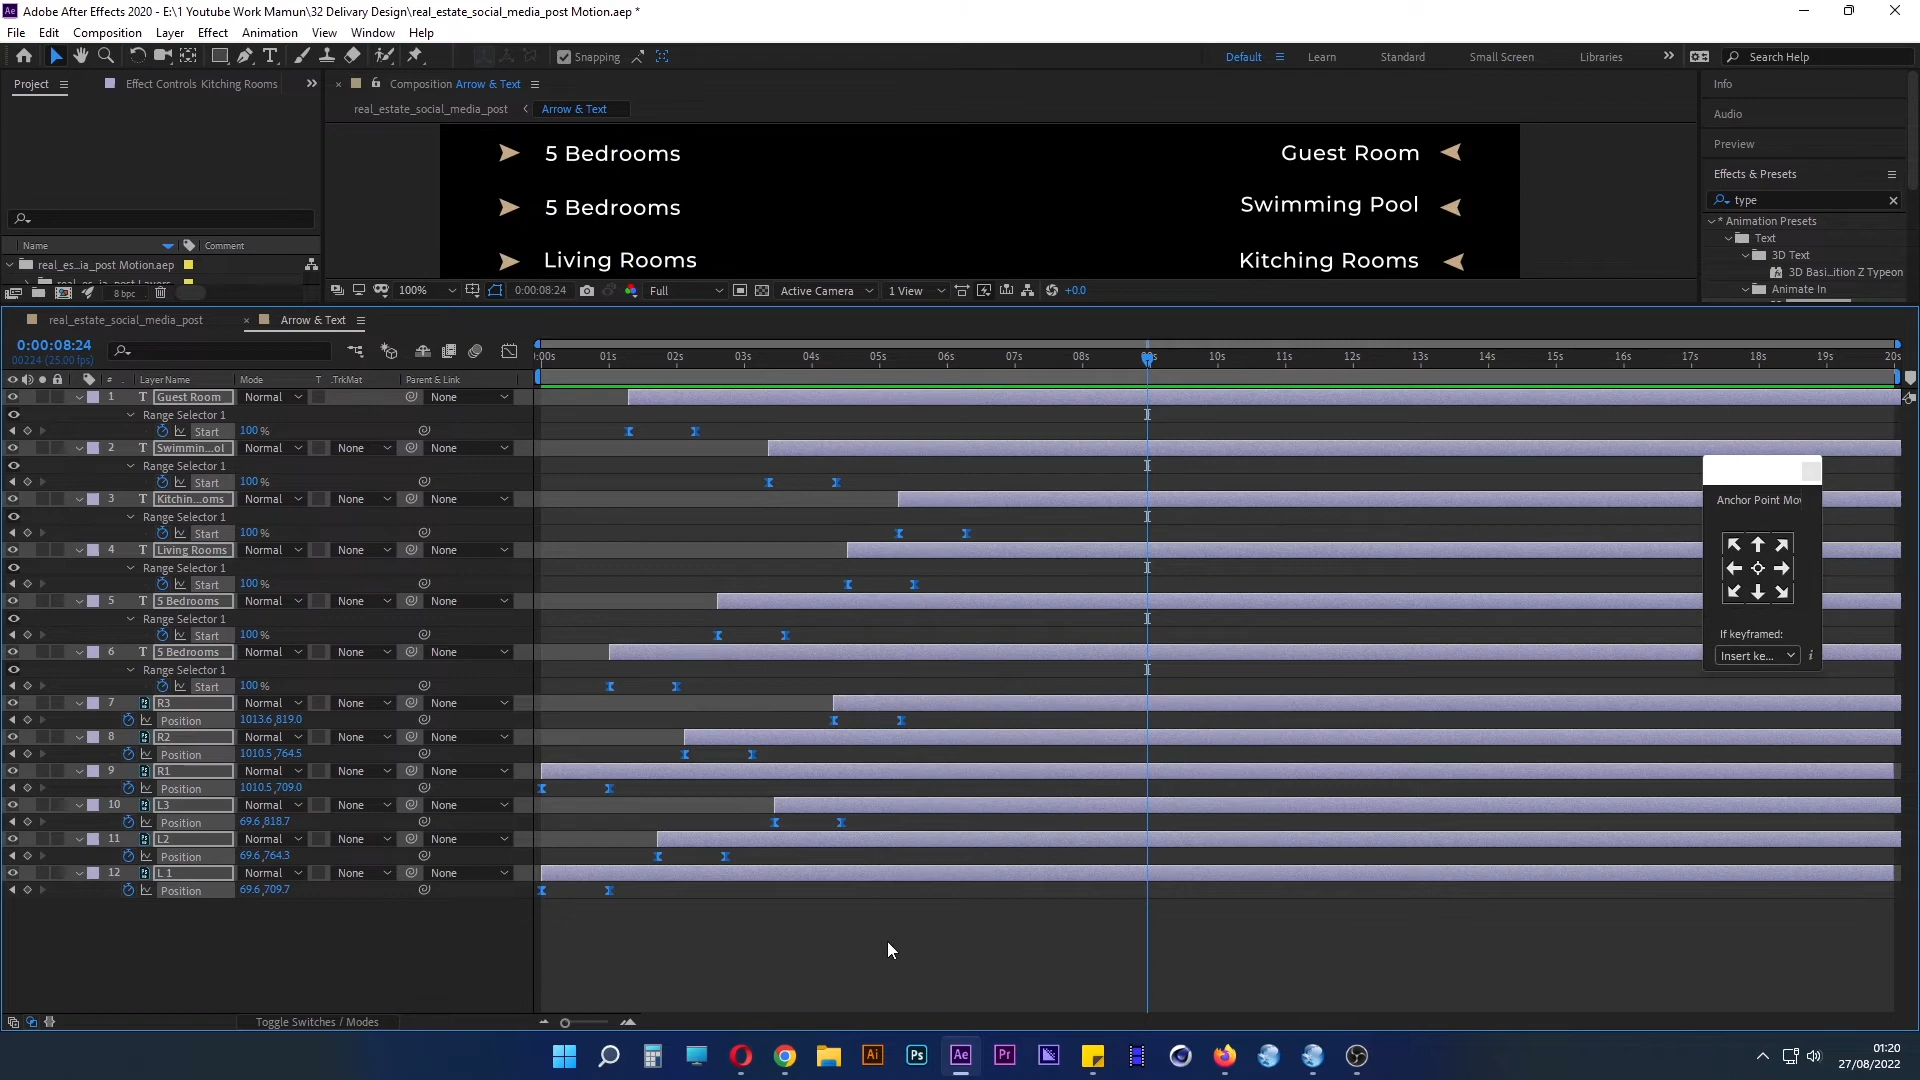 Adobe After Effects 2020 - E:\1 Youtube Work Mamun\32 Delivary Design\real_estate_social_media_post Motion.aep *
File Edit Composition Layer Effect Animation View Window Help
Snapping Default Learn Standard Small Screen Libraries Search Help
Project Effect Controls Kitching Rooms
Composition Arrow & Text
real_estate_social_media_post Arrow & Text
Info
Audio
Preview
Effects & Presets
type
* Animation Presets
Text
3D Text
3D Basi...ition Z Typeon
Animate In
5 Bedrooms Guest Room
5 Bedrooms Swimming Pool
Living Rooms Kitching Rooms
Name Comment
real_es...ia_post Motion.aep
8 bpc
100% 0:00:08:24 Full Active Camera 1 View +0.0
real_estate_social_media_post Arrow & Text
0:00:08:24
00224 (25.00 fps)
:00s 01s 02s 03s 04s 05s 06s 07s 08s 10s 11s 12s 13s 14s 15s 16s 17s 18s 19s 20s
# Layer Name Mode T .TrkMat Parent & Link
1 T Guest Room Normal None
Range Selector 1
Start 100 %
2 T Swimmin...ol Normal None None
Range Selector 1
Start 100 %
3 T Kitchin...oms Normal None None
Range Selector 1
Start 100 %
4 T Living Rooms Normal None None
Range Selector 1
Start 100 %
5 T 5 Bedrooms Normal None None
Range Selector 1
Start 100 %
6 T 5 Bedrooms Normal None None
Range Selector 1
Start 100 %
7 R3 Normal None None
Position 1013.6,819.0
8 R2 Normal None None
Position 1010.5,764.5
9 R1 Normal None None
Position 1010.5,709.0
10 L3 Normal None None
Position 69.6,818.7
11 L2 Normal None None
Position 69.6,764.3
12 L 1 Normal None None
Position 69.6,709.7
Anchor Point Mov
If keyframed:
Insert ke... i
Toggle Switches / Modes
Ai Ps Ae Pr
01:20
27/08/2022